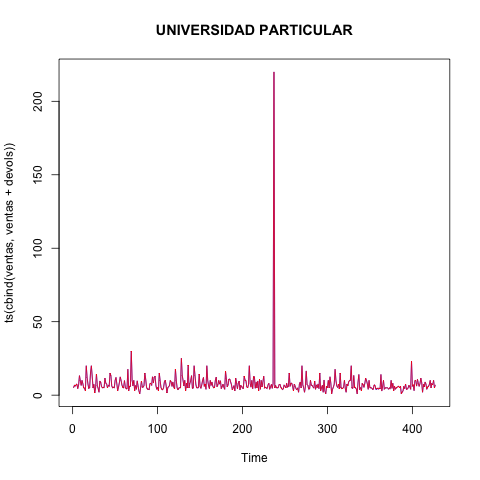 UNIVERSIDAD PARTICULAR
ts(cbind(ventas, ventas + devols))
200
150
100
50
0
0 100 200 300 400
Time